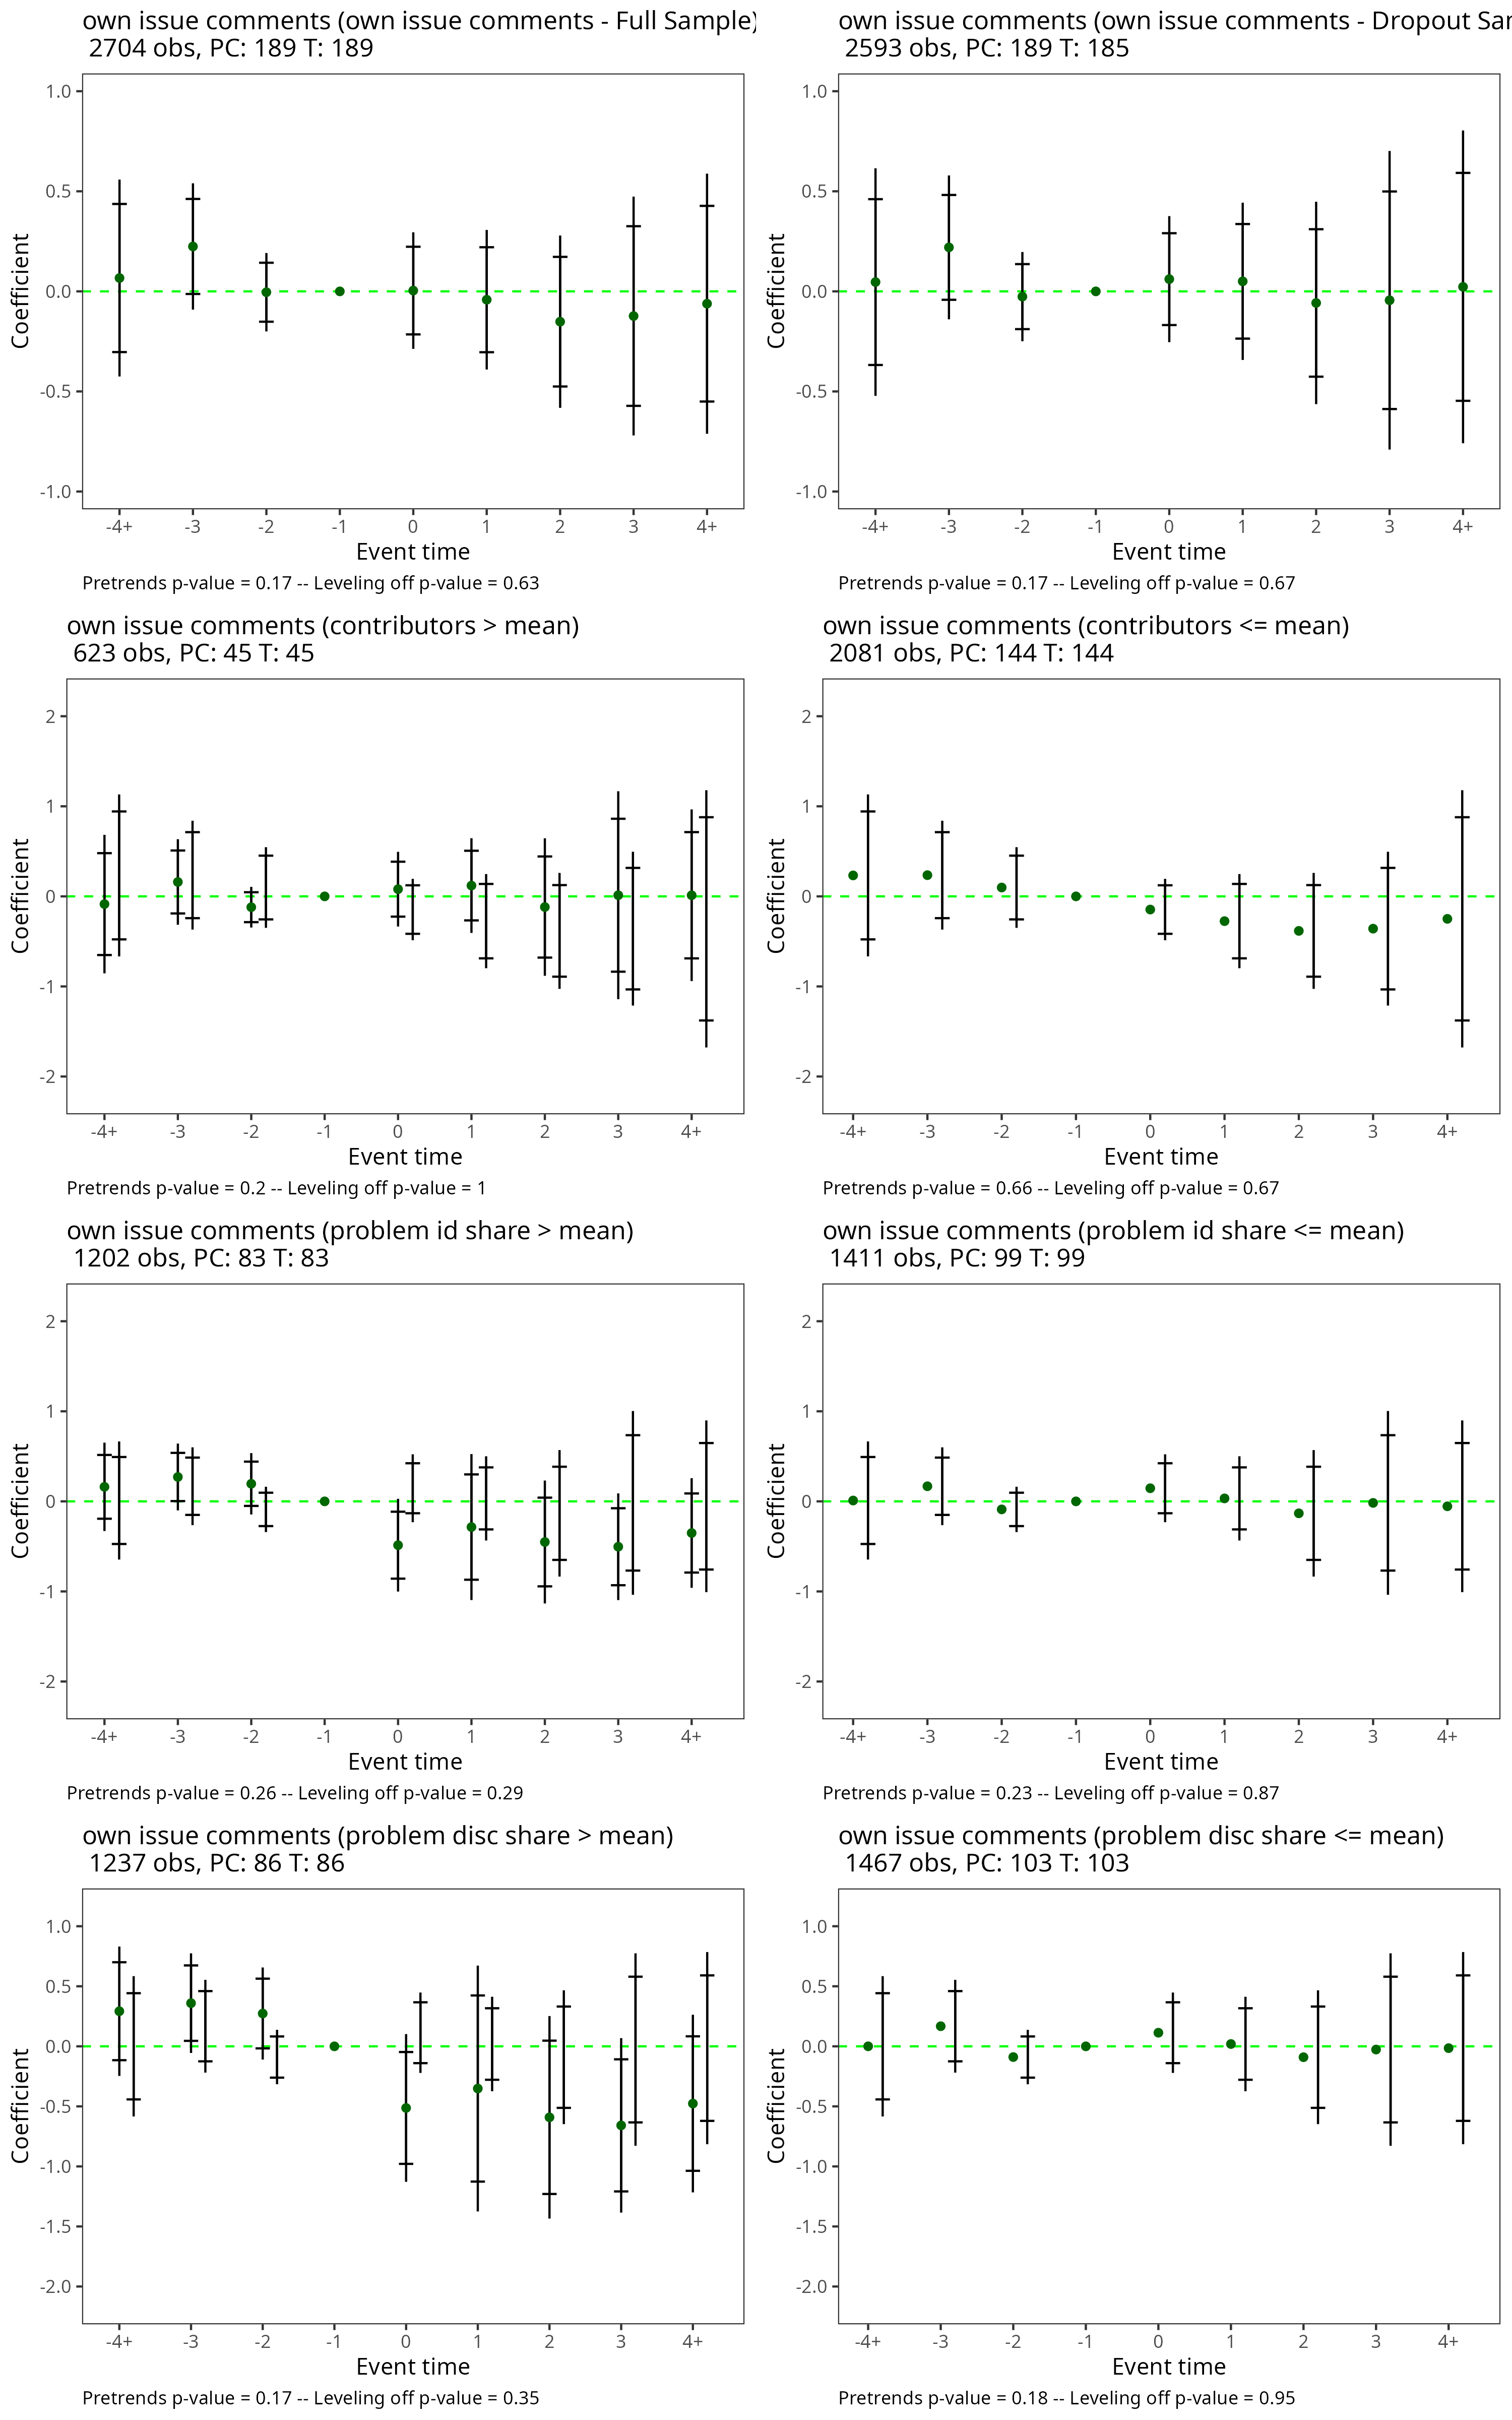 own issue comments (own issue comments - Full Sample)
2704 obs, PC: 189 T: 189
1.0
0.5
0.0
-0.5
-1.0
Coefficient
-4+ -3 -2 -1 0 1 2 3 4+
Event time
Pretrends p-value = 0.17 -- Leveling off p-value = 0.63
own issue comments (own issue comments - Dropout Sar
2593 obs, PC: 189 T: 185
1.0
0.5
0.0
-0.5
-1.0
Coefficient
-4+ -3 -2 -1 0 1 2 3 4+
Event time
Pretrends p-value = 0.17 -- Leveling off p-value = 0.67
own issue comments (contributors > mean)
623 obs, PC: 45 T: 45
2
1
0
-1
-2
Coefficient
-4+ -3 -2 -1 0 1 2 3 4+
Event time
Pretrends p-value = 0.2 -- Leveling off p-value = 1
own issue comments (contributors <= mean)
2081 obs, PC: 144 T: 144
2
1
0
-1
-2
Coefficient
-4+ -3 -2 -1 0 1 2 3 4+
Event time
Pretrends p-value = 0.66 -- Leveling off p-value = 0.67
own issue comments (problem id share > mean)
1202 obs, PC: 83 T: 83
2
1
0
-1
-2
Coefficient
-4+ -3 -2 -1 0 1 2 3 4+
Event time
Pretrends p-value = 0.26 -- Leveling off p-value = 0.29
own issue comments (problem id share <= mean)
1411 obs, PC: 99 T: 99
2
1
0
-1
-2
Coefficient
-4+ -3 -2 -1 0 1 2 3 4+
Event time
Pretrends p-value = 0.23 -- Leveling off p-value = 0.87
own issue comments (problem disc share > mean)
1237 obs, PC: 86 T: 86
1.0
0.5
0.0
-0.5
-1.0
-1.5
-2.0
Coefficient
-4+ -3 -2 -1 0 1 2 3 4+
Event time
Pretrends p-value = 0.17 -- Leveling off p-value = 0.35
own issue comments (problem disc share <= mean)
1467 obs, PC: 103 T: 103
1.0
0.5
0.0
-0.5
-1.0
-1.5
-2.0
Coefficient
-4+ -3 -2 -1 0 1 2 3 4+
Event time
Pretrends p-value = 0.18 -- Leveling off p-value = 0.95